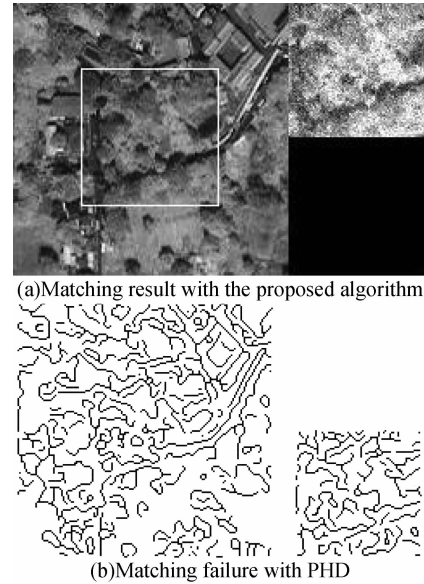 (a)Matching result with the proposed algorithm
(b)Matching failure with PHD